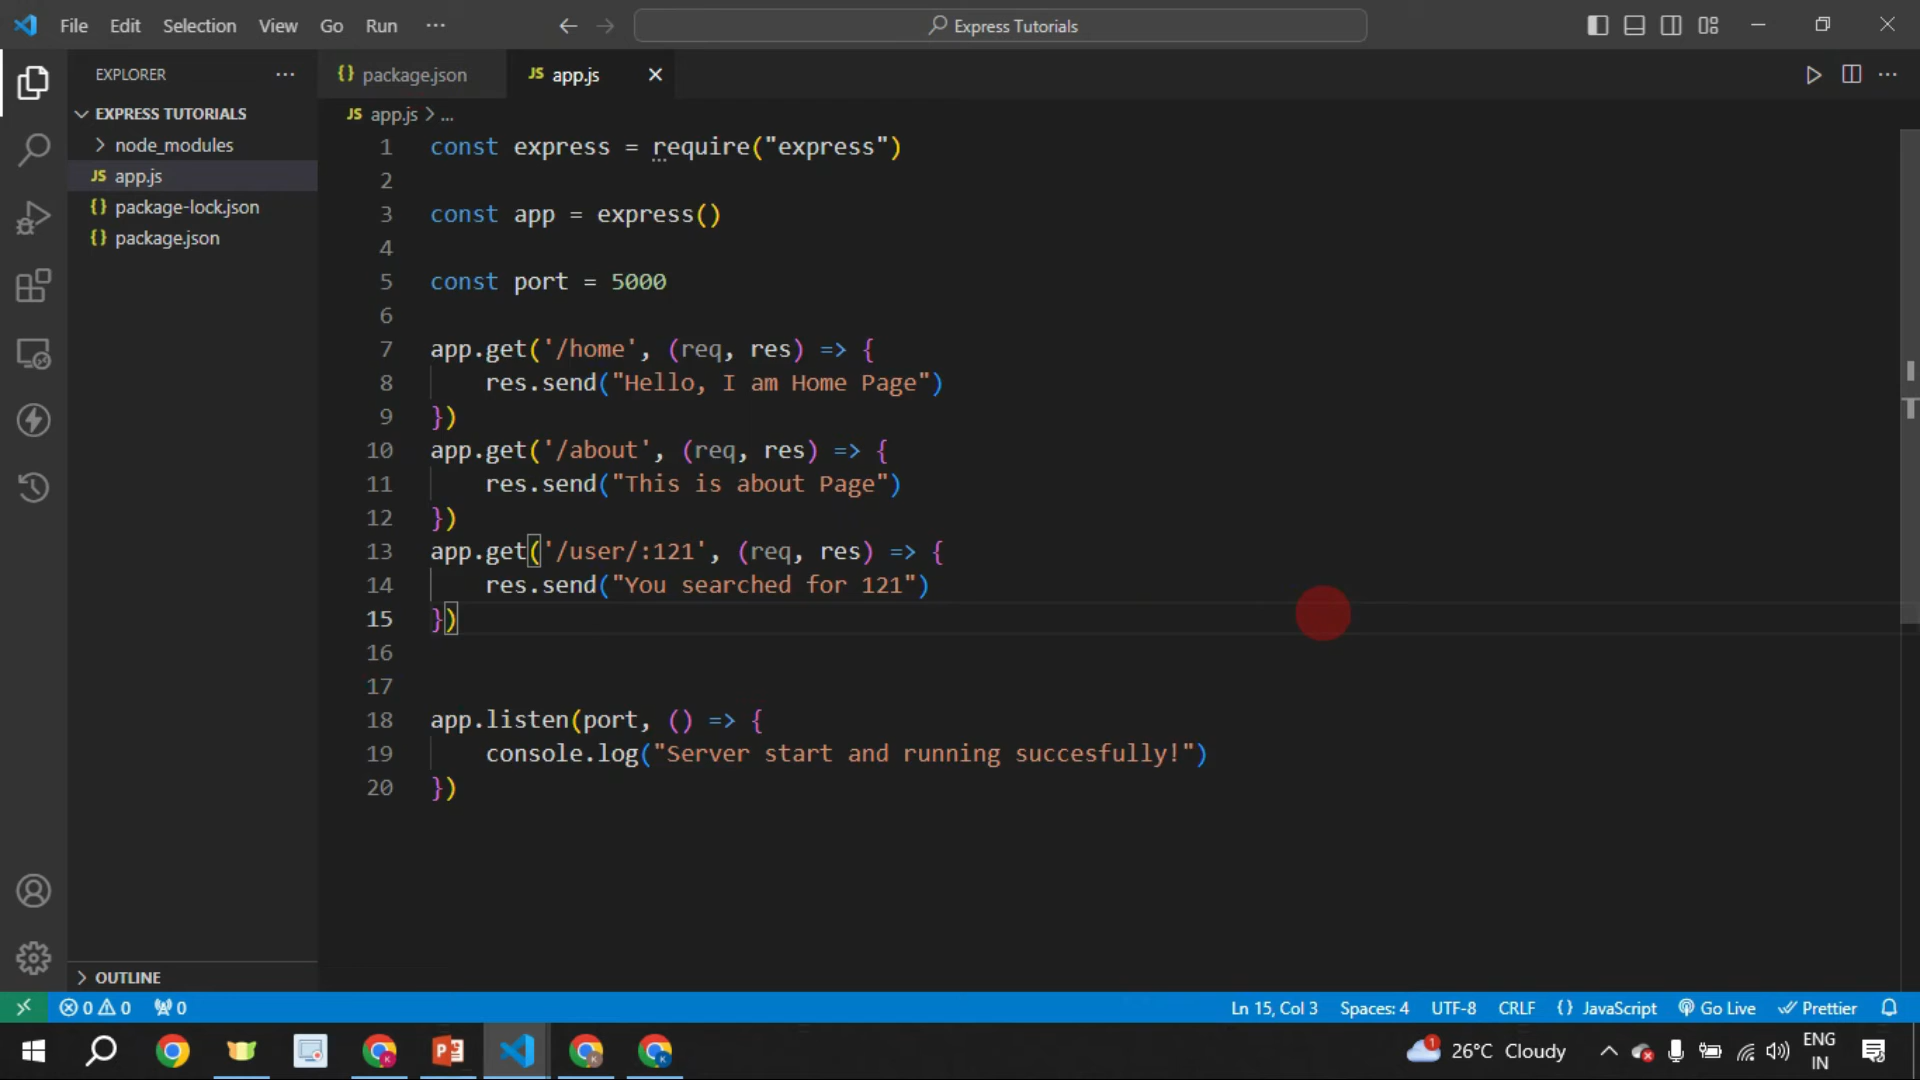 File Edit Selection View Go Run ···
Express Tutorials
EXPLORER ···
{} package.json
JS app.js
JS app.js > ...
EXPRESS TUTORIALS
node_modules
JS app.js
{} package-lock.json
{} package.json
1 const express = require("express")
2
3 const app = express()
4
5 const port = 5000
6
7 app.get('/home', (req, res) => {
8 res.send("Hello, I am Home Page")
9 })
10 app.get('/about', (req, res) => {
11 res.send("This is about Page")
12 })
13 app.get('/user/:121', (req, res) => {
14 res.send("You searched for 121")
15 })
16
17
18 app.listen(port, () => {
19 console.log("Server start and running succesfully!")
20 })
OUTLINE
0 0 0
Ln 15, Col 3 Spaces: 4 UTF-8 CRLF {} JavaScript Go Live Prettier
1 26°C Cloudy
ENG
IN